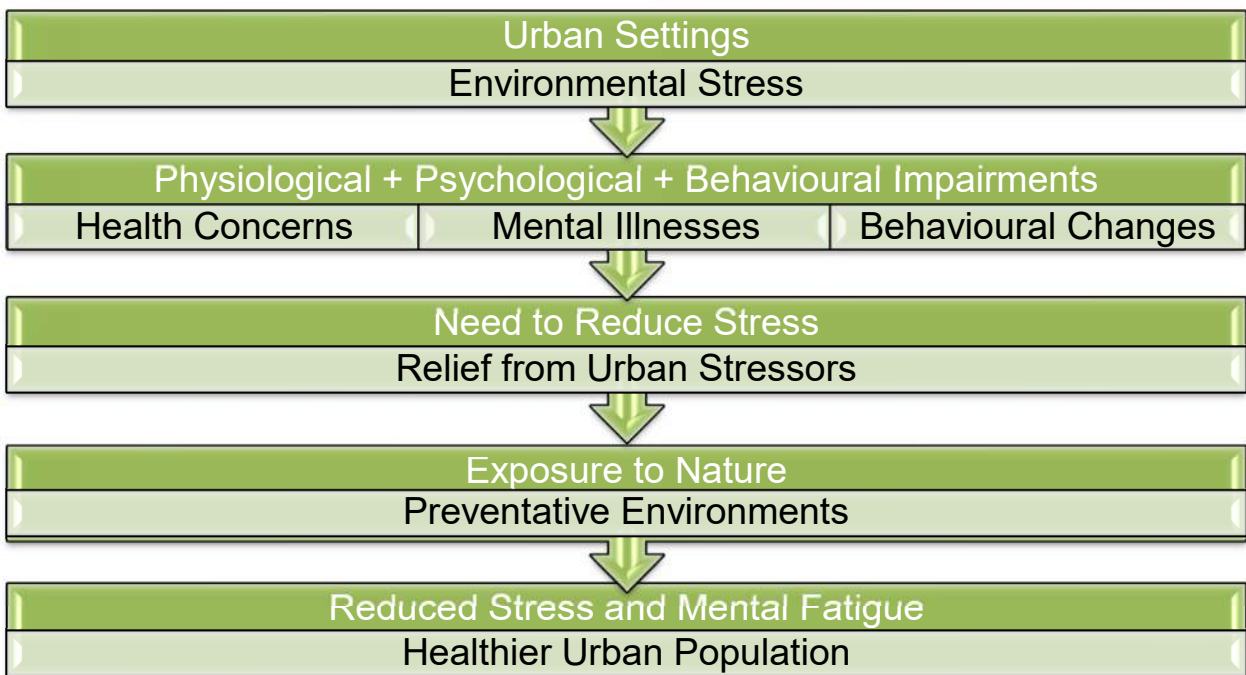 Urban Settings
Environmental Stress
Physiological + Psychological + Behavioural Impairments
Health Concerns
Mental Illnesses
Behavioural Changes
Need to Reduce Stress
Relief from Urban Stressors
Exposure to Nature
Preventative Environments
Reduced Stress and Mental Fatigue
Healthier Urban Population